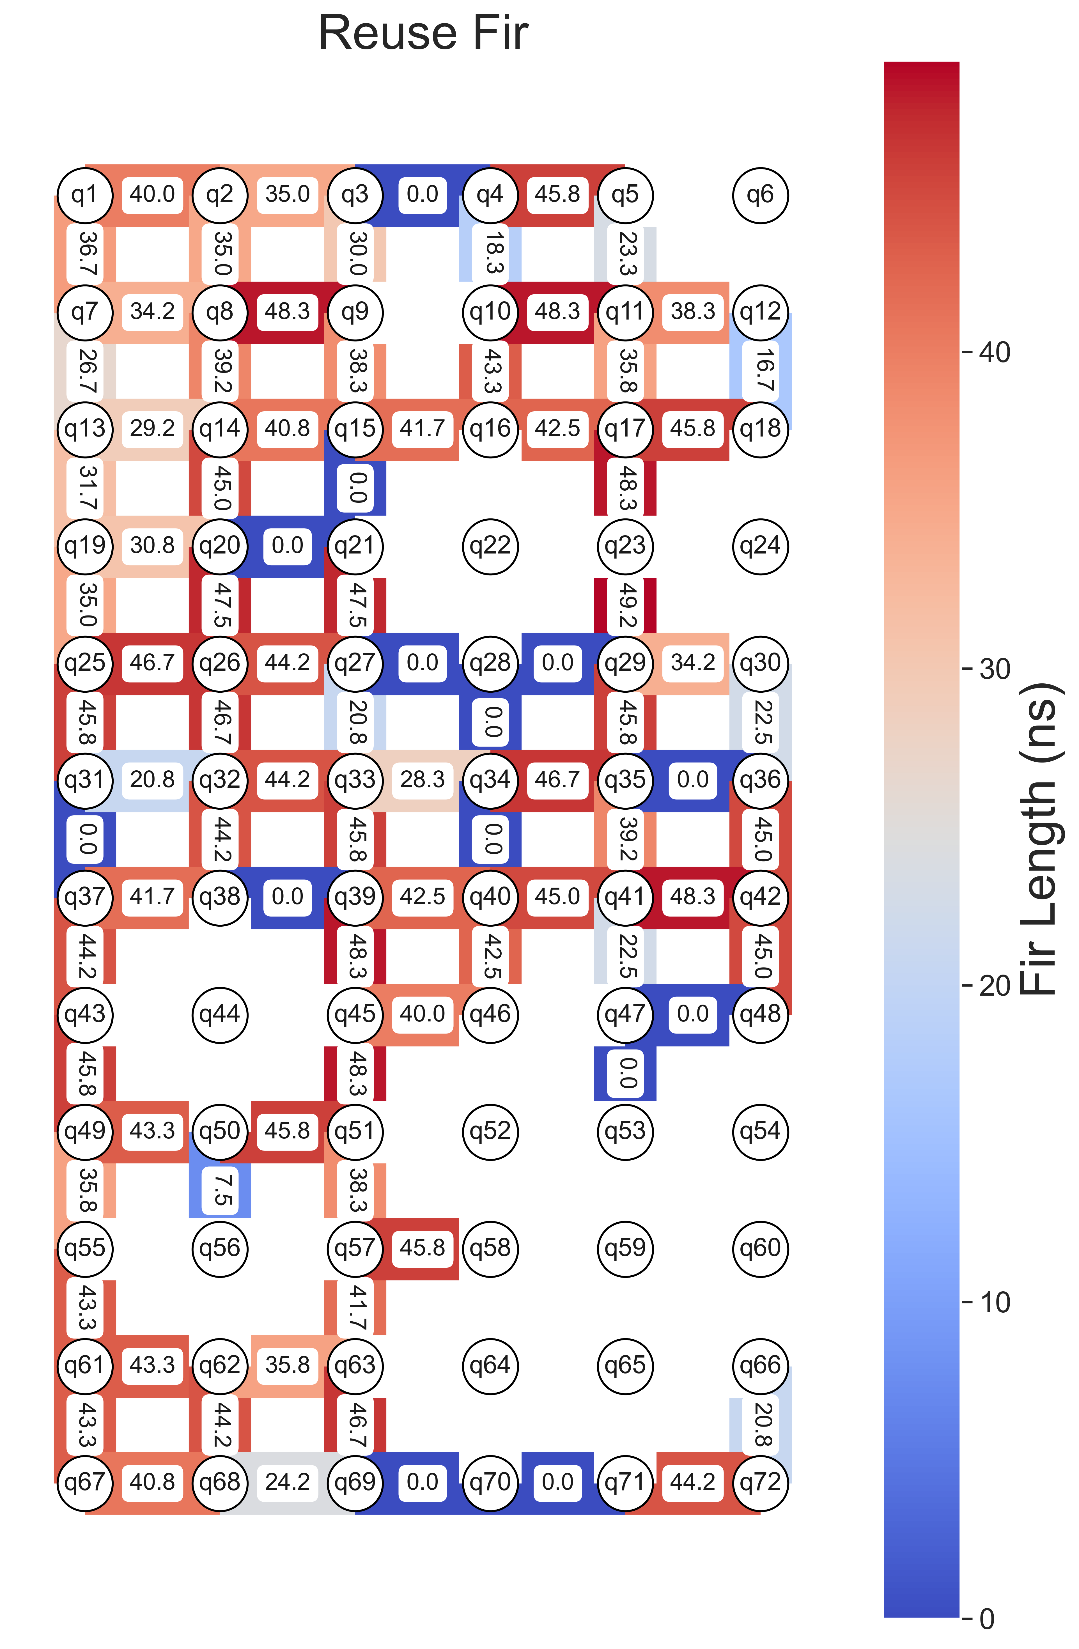 Reuse Fir
q1 40.0 q2 35.0 q3 0.0 q4 45.8 q5 q6
36.7 35.0 30.0 18.3 23.3
q7 34.2 q8 48.3 q9 q10 48.3 q11 38.3 q12
26.7 39.2 38.3 43.3 35.8 16.7
q13 29.2 q14 40.8 q15 41.7 q16 42.5 q17 45.8 q18
31.7 45.0 0.0 48.3
q19 30.8 q20 0.0 q21 q22 q23 q24
35.0 47.5 47.5 49.2
q25 46.7 q26 44.2 q27 0.0 q28 0.0 q29 34.2 q30
45.8 46.7 20.8 0.0 45.8 22.5
q31 20.8 q32 44.2 q33 28.3 q34 46.7 q35 0.0 q36
0.0 44.2 45.8 0.0 39.2 45.0
q37 41.7 q38 0.0 q39 42.5 q40 45.0 q41 48.3 q42
44.2 48.3 42.5 22.5 45.0
q43 q44 q45 40.0 q46 q47 0.0 q48
45.8 48.3 0.0
q49 43.3 q50 45.8 q51 q52 q53 q54
35.8 7.5 38.3
q55 q56 q57 45.8 q58 q59 q60
43.3 41.7
q61 43.3 q62 35.8 q63 q64 q65 q66
43.3 44.2 46.7 20.8
q67 40.8 q68 24.2 q69 0.0 q70 0.0 q71 44.2 q72
40
30
20
10
0
Fir Length (ns)